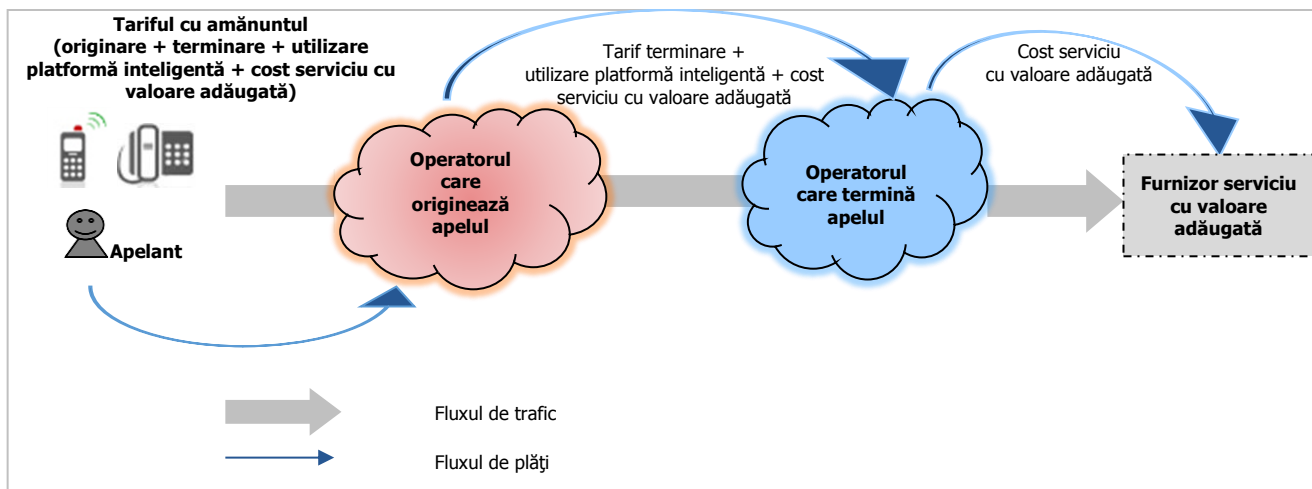 Tariful cu amănuntul
(originare + terminare + utilizare
platformă inteligentă + cost serviciu cu
valoare adăugată)
Tarif terminare +
utilizare platformă inteligentă + cost
serviciu cu valoare adăugată
Cost serviciu
cu valoare adăugată
Operatorul
care
originează
apelul
Operatorul
care termină
apelul
Furnizor serviciu
cu valoare
adăugată
Apelant
Fluxul de trafic
Fluxul de plăţi